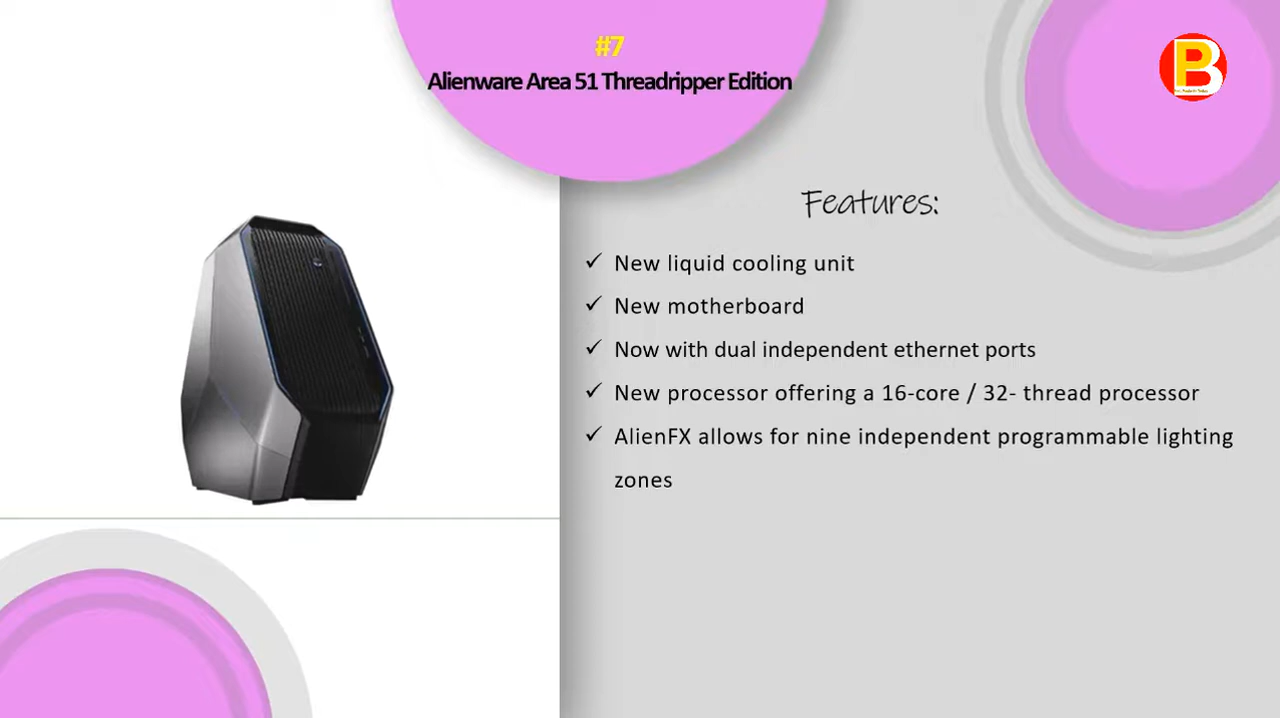 #7
Alienware Area 51 Threadripper Edition
PB
Features:
✓ New liquid cooling unit
✓ New motherboard
✓ Now with dual independent ethernet ports
✓ New processor offering a 16-core / 32- thread processor
✓ AlienFX allows for nine independent programmable lighting
zones